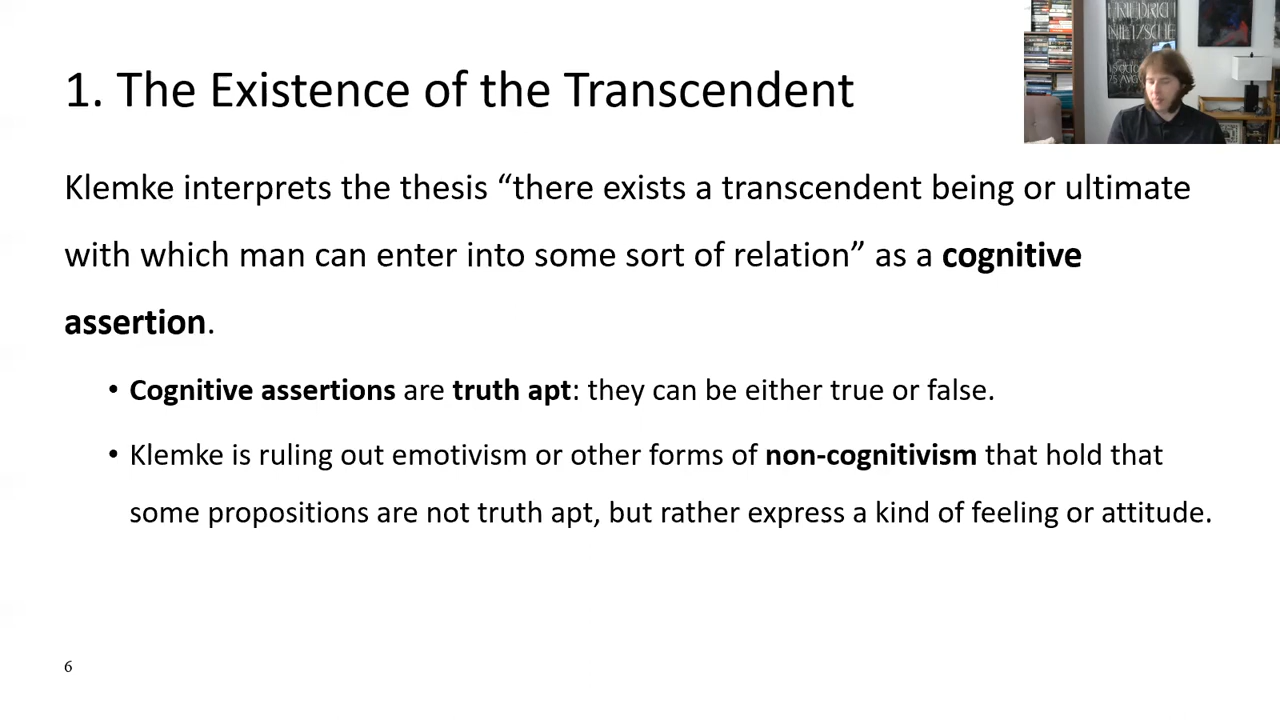 1. The Existence of the Transcendent
FRIEDRICH
NIETZSCHE
Klemke interprets the thesis “there exists a transcendent being or ultimate
with which man can enter into some sort of relation” as a cognitive
assertion.
• Cognitive assertions are truth apt: they can be either true or false.
• Klemke is ruling out emotivism or other forms of non-cognitivism that hold that
some propositions are not truth apt, but rather express a kind of feeling or attitude.
6